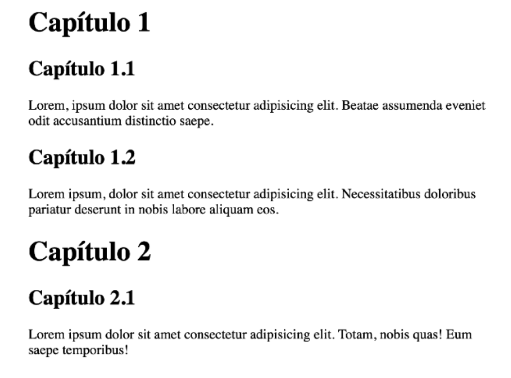 Capítulo 1
Capítulo 1.1
Lorem, ipsum dolor sit amet consectetur adipisicing elit. Beatae assumenda eveniet
odit accusantium distinctio saepe.
Capítulo 1.2
Lorem ipsum, dolor sit amet consectetur adipisicing elit. Necessitatibus doloribus
pariatur deserunt in nobis labore aliquam eos.
Capítulo 2
Capítulo 2.1
Lorem ipsum dolor sit amet consectetur adipisicing elit. Totam, nobis quas! Eum
saepe temporibus!